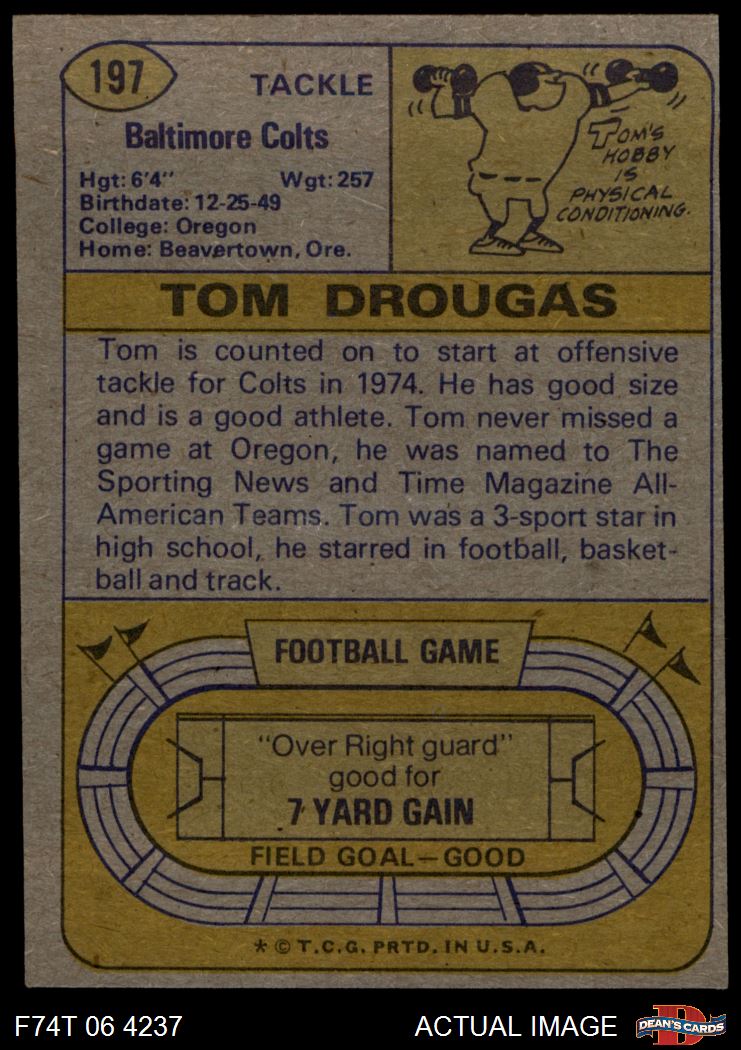 197
TACKLE
Baltimore Colts
Hgt: 6'4" Wgt: 257
Birthdate: 12-25-49
College: Oregon
Home: Beavertown, Ore.
TOM'S
HOBBY
IS
PHYSICAL
CONDITIONING.
TOM DROUGAS
Tom is counted on to start at offensive
tackle for Colts in 1974. He has good size
and is a good athlete. Tom never missed a
game at Oregon, he was named to The
Sporting News and Time Magazine All-
American Teams. Tom was a 3-sport star in
high school, he starred in football, basket-
ball and track.
FOOTBALL GAME
"Over Right guard"
good for
7 YARD GAIN
FIELD GOAL—GOOD
* © T.C.G. PRTD. IN U.S.A.
F74T 06 4237 ACTUAL IMAGE
D
DEAN'S CARDS